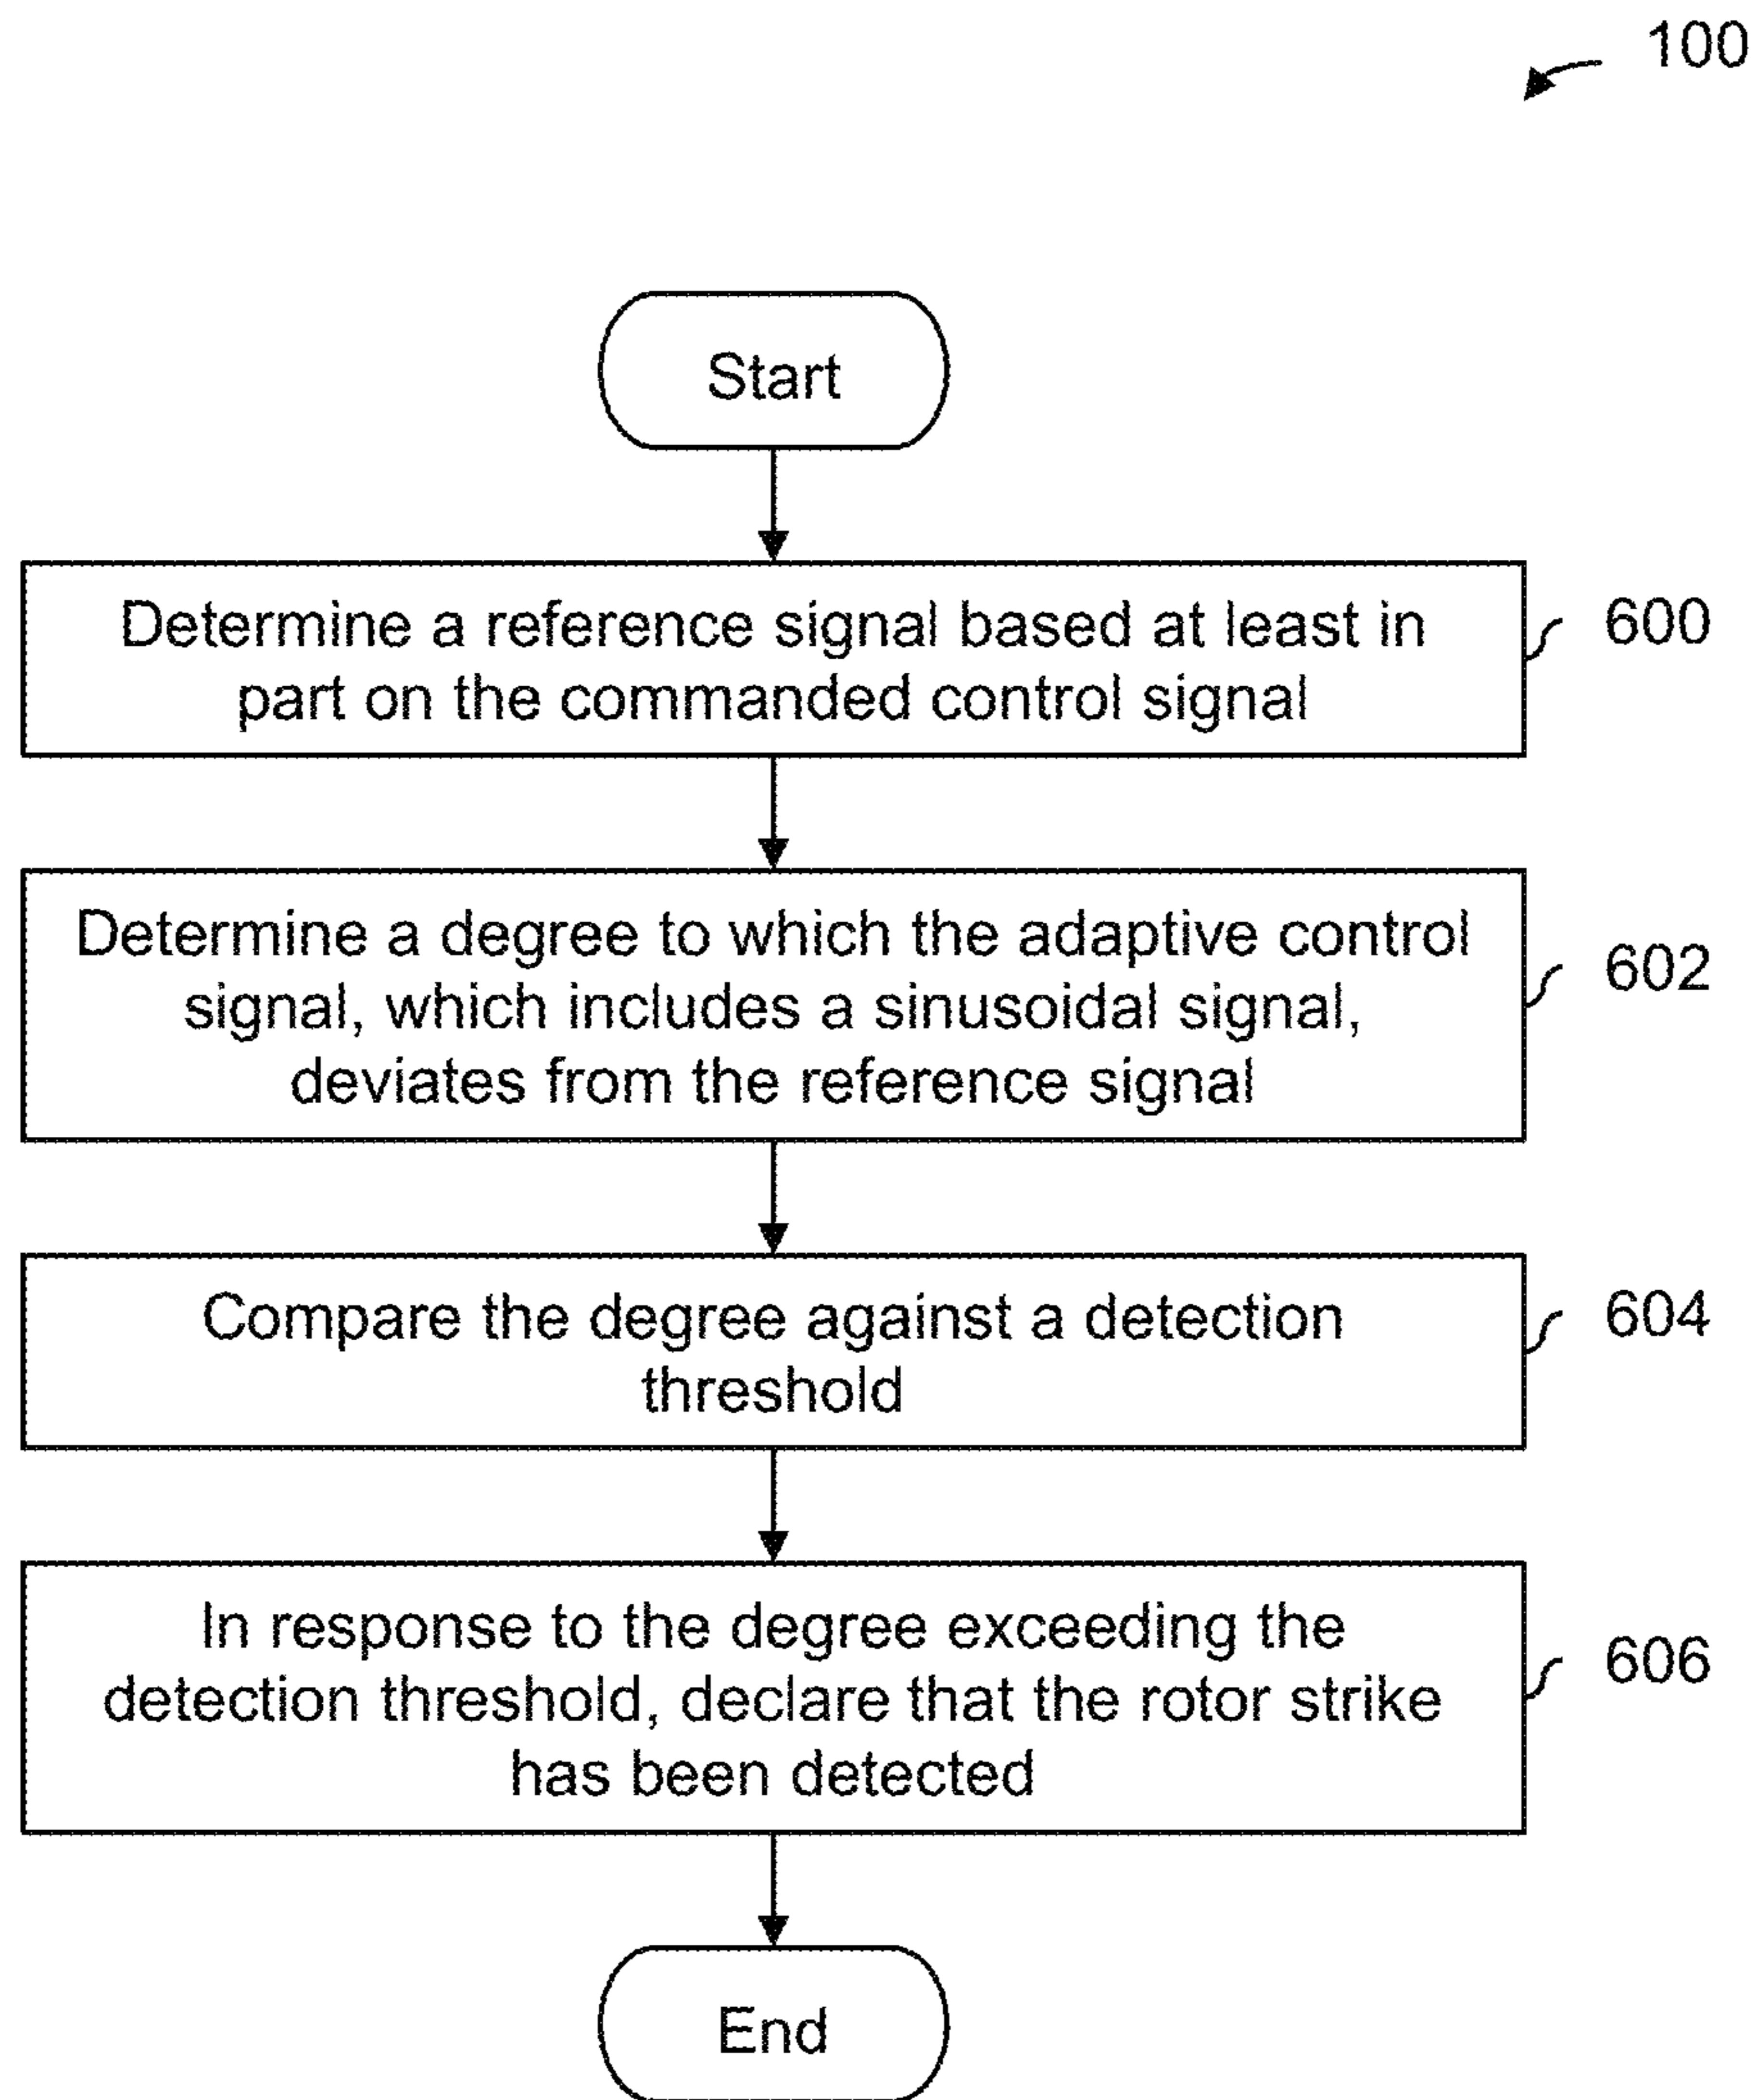 100
Start
Determine a reference signal based at least in
part on the commanded control signal
600
Determine a degree to which the adaptive control
signal, which includes a sinusoidal signal,
deviates from the reference signal
602
Compare the degree against a detection
threshold
604
In response to the degree exceeding the
detection threshold, declare that the rotor strike
has been detected
606
End